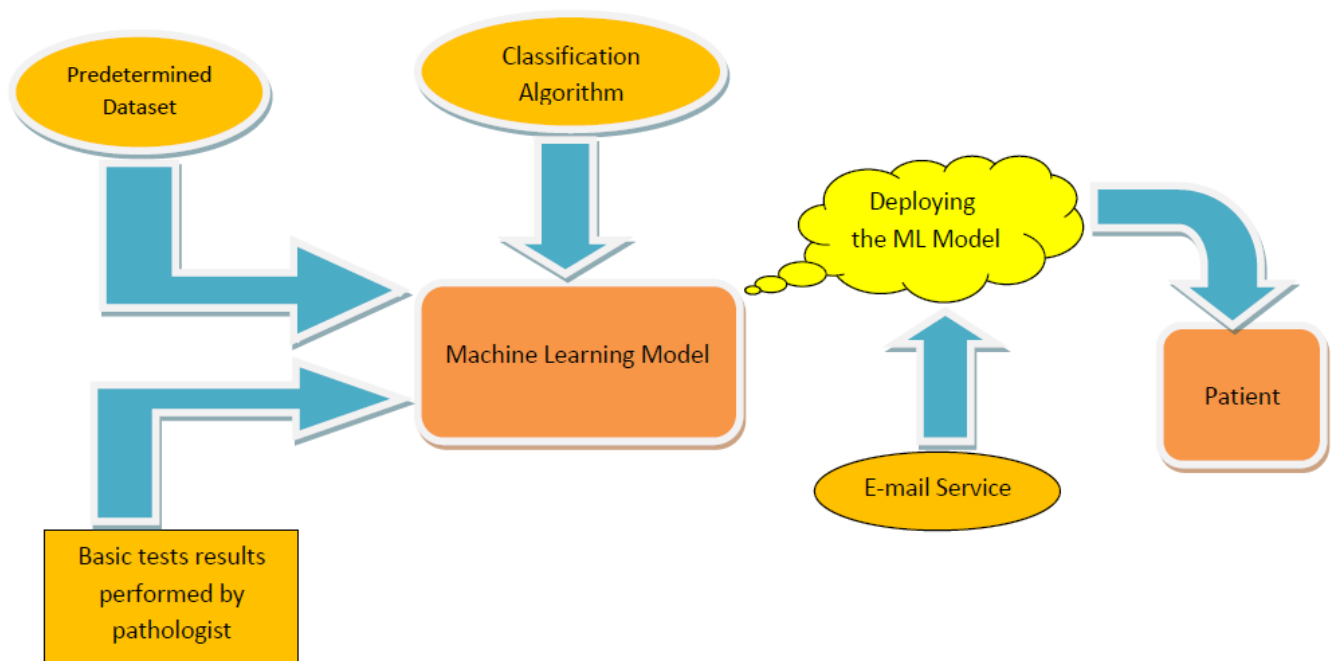 Predetermined
Dataset
Classification
Algorithm
Deploying
the ML Model
Machine Learning Model
Patient
E-mail Service
Basic tests results
performed by
pathologist